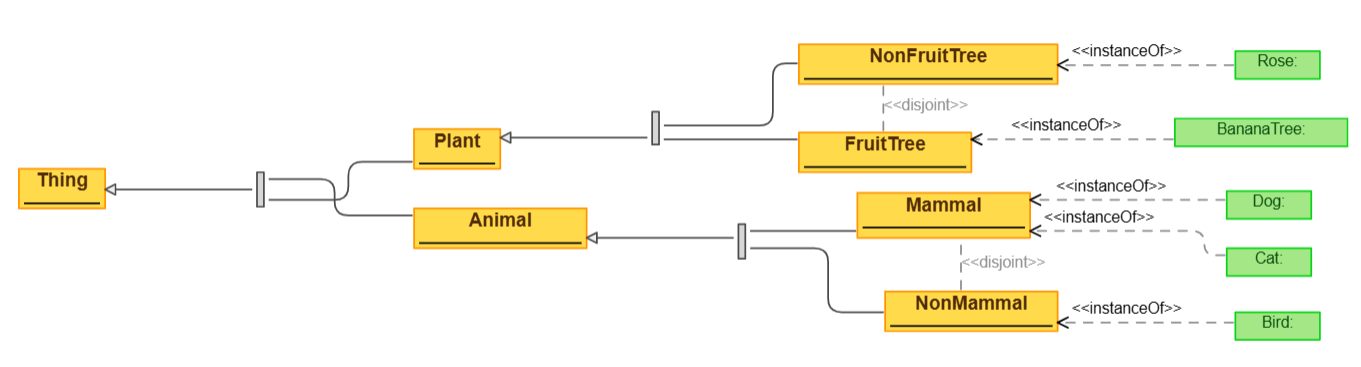 NonFruitTree
<<instanceOf>>
Rose:
<<disjoint>>
Plant
FruitTree
<<instanceOf>>
BananaTree:
Thing
Animal
Mammal
<<instanceOf>>
Dog:
<<instanceOf>>
Cat:
<<disjoint>>
NonMammal
<<instanceOf>>
Bird: